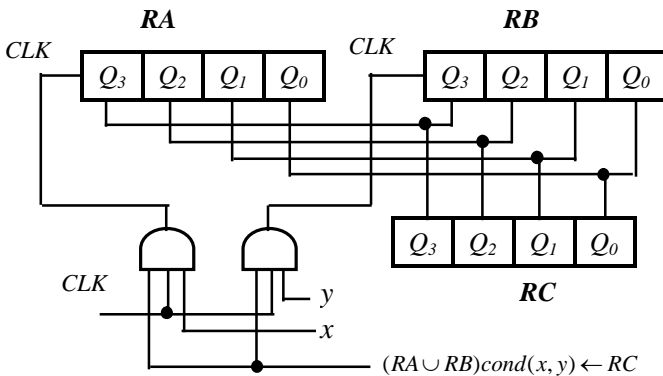 RA RB
CLK CLK
Q3 Q2 Q1 Q0 Q3 Q2 Q1 Q0
Q3 Q2 Q1 Q0
RC
CLK
y
x
(RA ∪ RB)cond(x, y) ← RC